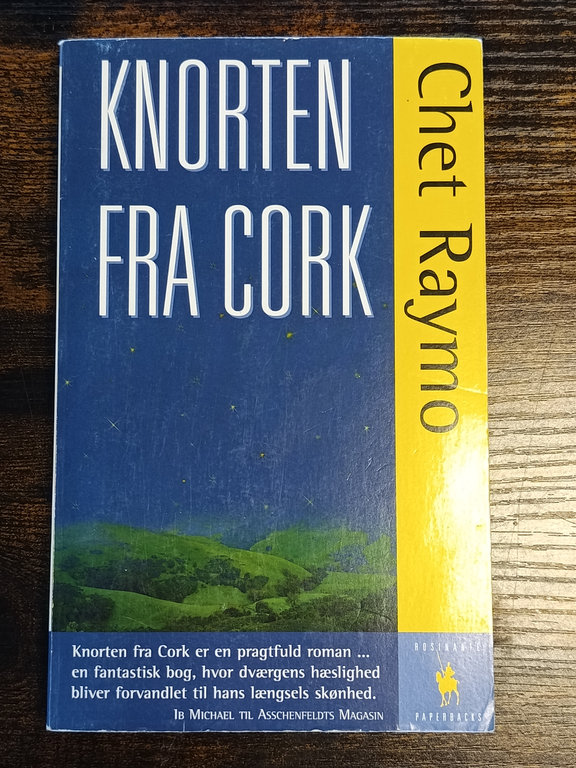 KNORTEN
FRA CORK
Chet Raymo
Knorten fra Cork er en pragtfuld roman ...
en fantastisk bog, hvor dværgens hæslighed
bliver forvandlet til hans længsels skønhed.
IB MICHAEL TIL ASSCHENFELDTS MAGASIN
ROSINANTE
PAPERBACKS